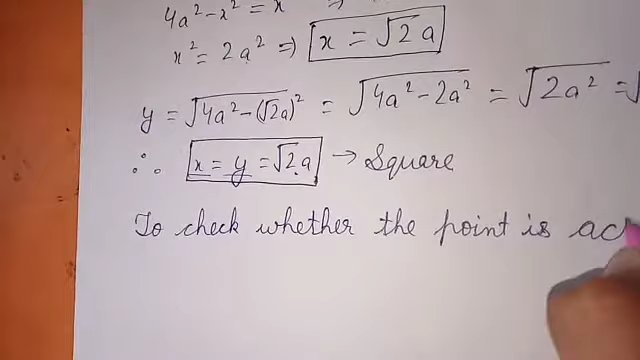 4a² - x² = x
x² = 2a² ⇒ x = √2 a
y = √4a² - (√2a)² = √4a² - 2a² = √2a² = √
∴ x = y = √2.a → Square
To check whether the point is ac